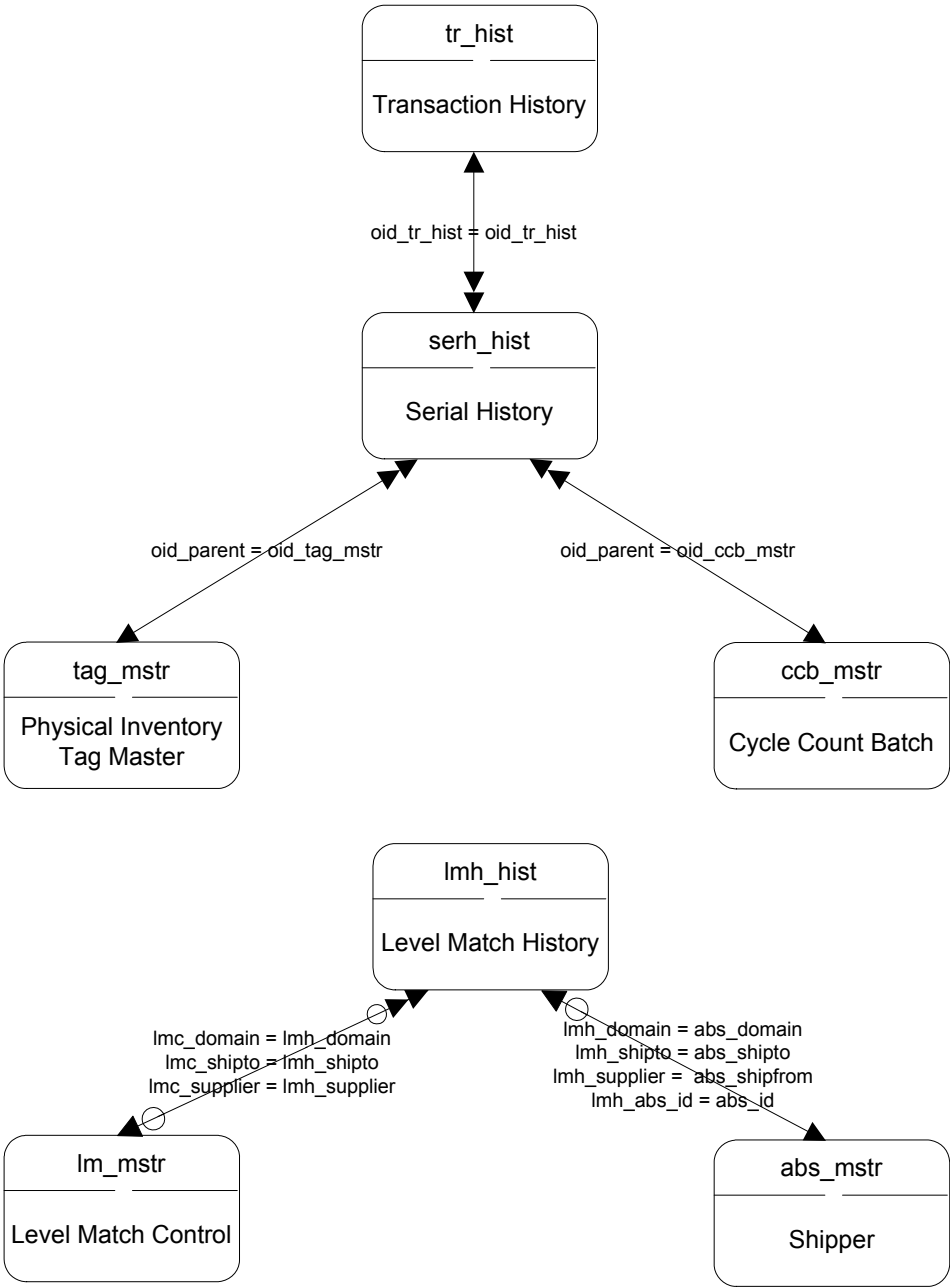 tr_hist
Transaction History
oid_tr_hist = oid_tr_hist
serh_hist
Serial History
oid_parent = oid_tag_mstr
oid_parent = oid_ccb_mstr
tag_mstr
Physical Inventory
Tag Master
ccb_mstr
Cycle Count Batch
lmh_hist
Level Match History
lmc_domain = lmh_domain
lmc_shipto = lmh_shipto
lmc_supplier = lmh_supplier
lmh_domain = abs_domain
lmh_shipto = abs_shipto
lmh_supplier = abs_shipfrom
lmh_abs_id = abs_id
lm_mstr
Level Match Control
abs_mstr
Shipper